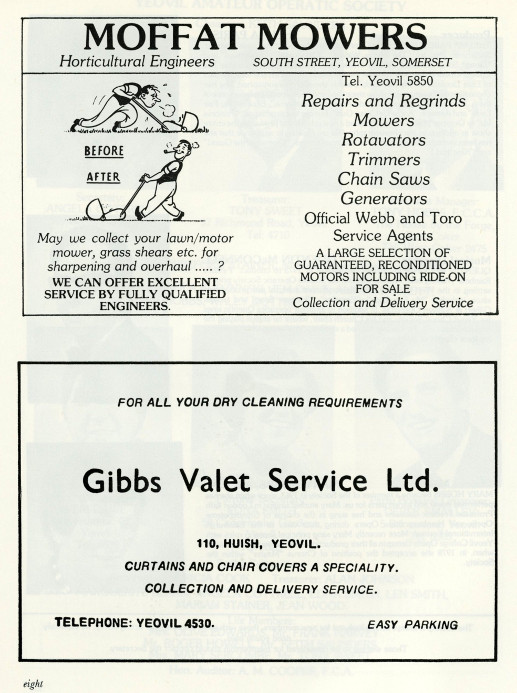 MOFFAT MOWERS
Horticultural Engineers SOUTH STREET, YEOVIL, SOMERSET
BEFORE
AFTER
May we collect your lawn/motor
mower, grass shears etc. for
sharpening and overhaul ..... ?
WE CAN OFFER EXCELLENT
SERVICE BY FULLY QUALIFIED
ENGINEERS.
Tel. Yeovil 5850
Repairs and Regrinds
Mowers
Rotavators
Trimmers
Chain Saws
Generators
Official Webb and Toro
Service Agents
A LARGE SELECTION OF
GUARANTEED, RECONDITIONED
MOTORS INCLUDING RIDE-ON
FOR SALE
Collection and Delivery Service
FOR ALL YOUR DRY CLEANING REQUIREMENTS
Gibbs Valet Service Ltd.
110, HUISH, YEOVIL.
CURTAINS AND CHAIR COVERS A SPECIALITY.
COLLECTION AND DELIVERY SERVICE.
TELEPHONE: YEOVIL 4530. EASY PARKING
eight